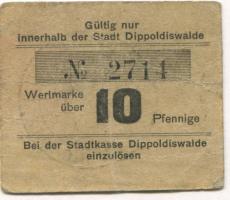 Gültig nur
innerhalb der Stadt Dippoldiswalde
№ 2714
Wertmarke
über 10 Pfennige
Bei der Stadtkasse Dippoldiswalde
einzulösen